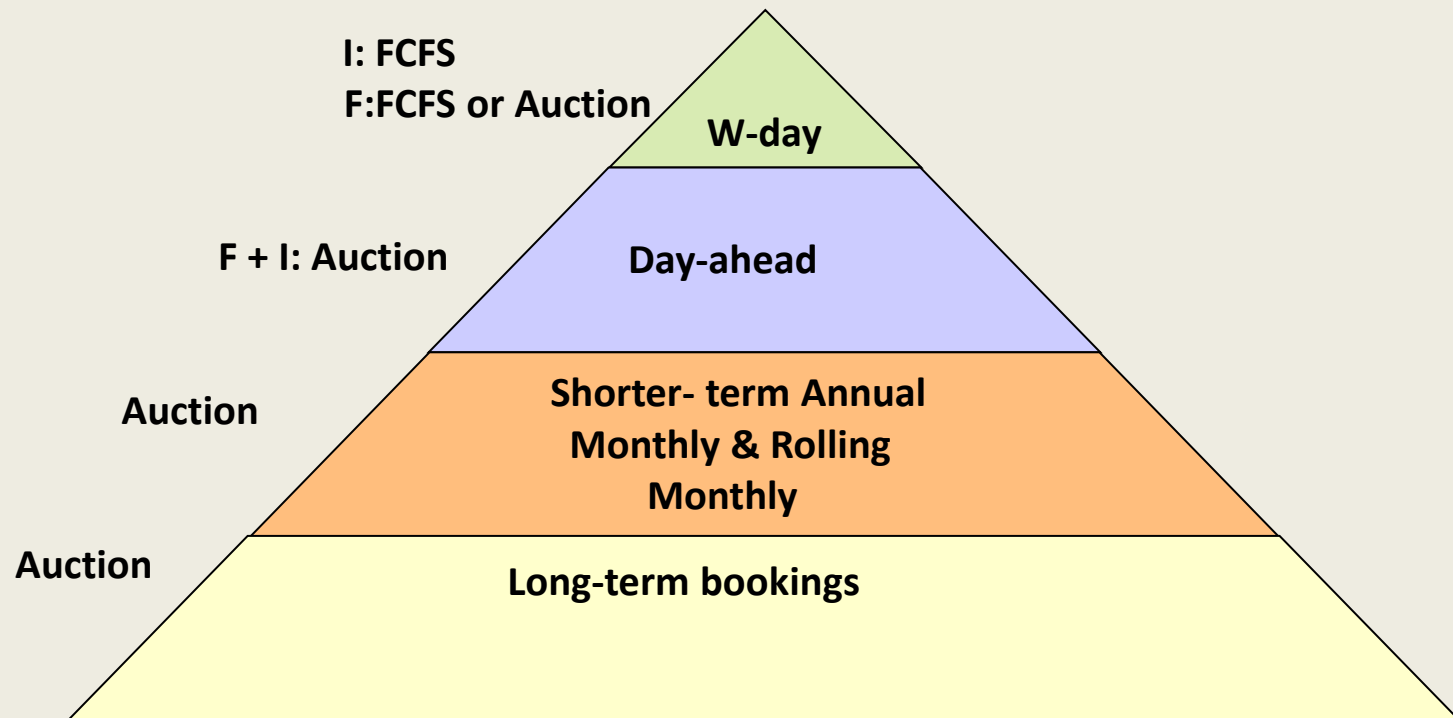 I: FCFS
F:FCFS or Auction
W-day
F + I: Auction
Day-ahead
Auction
Shorter- term Annual
Monthly & Rolling
Monthly
Auction
Long-term bookings